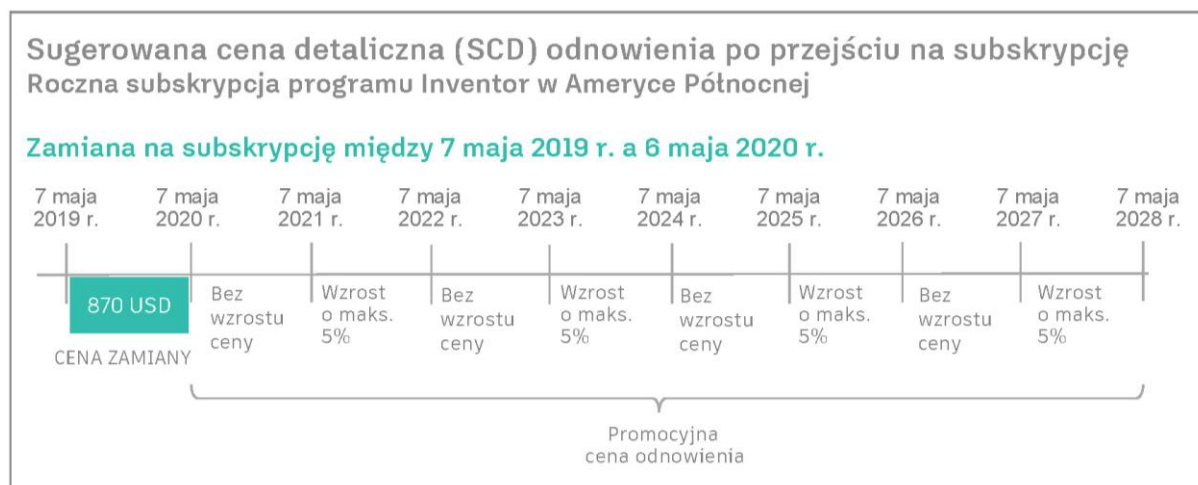 Sugerowana cena detaliczna (SCD) odnowienia po przejściu na subskrypcję
Roczna subskrypcja programu Inventor w Ameryce Północnej
Zamiana na subskrypcję między 7 maja 2019 r. a 6 maja 2020 r.
7 maja 2019 r.
7 maja 2020 r.
7 maja 2021 r.
7 maja 2022 r.
7 maja 2023 r.
7 maja 2024 r.
7 maja 2025 r.
7 maja 2026 r.
7 maja 2027 r.
7 maja 2028 r.
870 USD
CENA ZAMIANY
Bez wzrostu ceny
Wzrost o maks. 5%
Bez wzrostu ceny
Wzrost o maks. 5%
Bez wzrostu ceny
Wzrost o maks. 5%
Bez wzrostu ceny
Wzrost o maks. 5%
Promocyjna
cena odnowienia